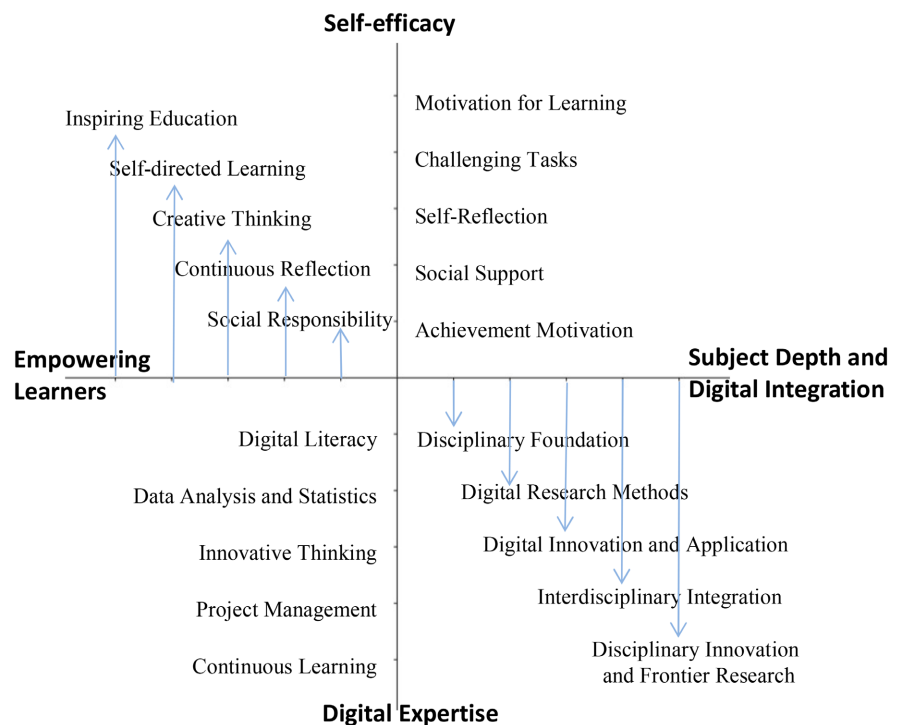 Self-efficacy
Motivation for Learning
Inspiring Education
Challenging Tasks
Self-directed Learning
Self-Reflection
Creative Thinking
Continuous Reflection
Social Support
Social Responsibility
Achievement Motivation
Empowering
Learners
Subject Depth and
Digital Integration
Digital Literacy
Disciplinary Foundation
Data Analysis and Statistics
Digital Research Methods
Innovative Thinking
Digital Innovation and Application
Project Management
Interdisciplinary Integration
Continuous Learning
Disciplinary Innovation
and Frontier Research
Digital Expertise